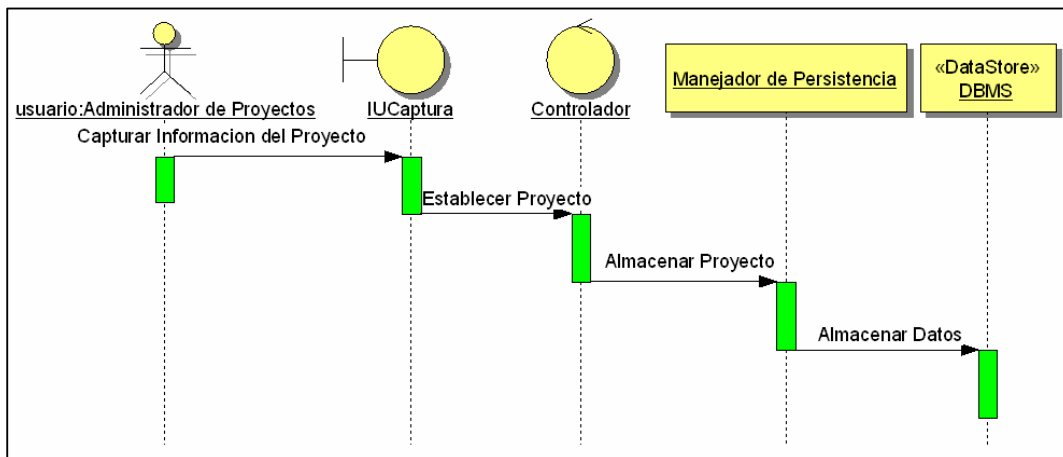 usuario:Administrador de Proyectos
IUCaptura
Controlador
Manejador de Persistencia
«DataStore»
DBMS
Capturar Informacion del Proyecto
Establecer Proyecto
Almacenar Proyecto
Almacenar Datos